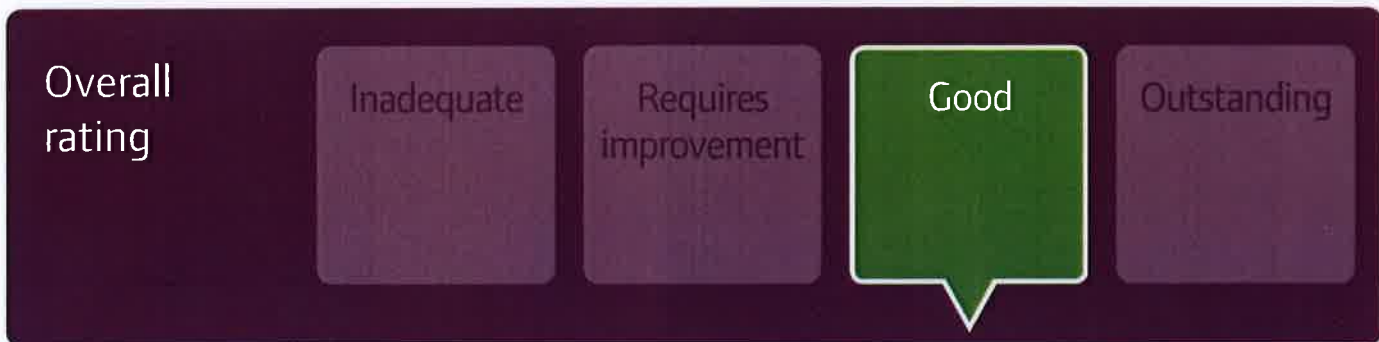 Overall
rating
Inadequate
Requires
improvement
Good
Outstanding